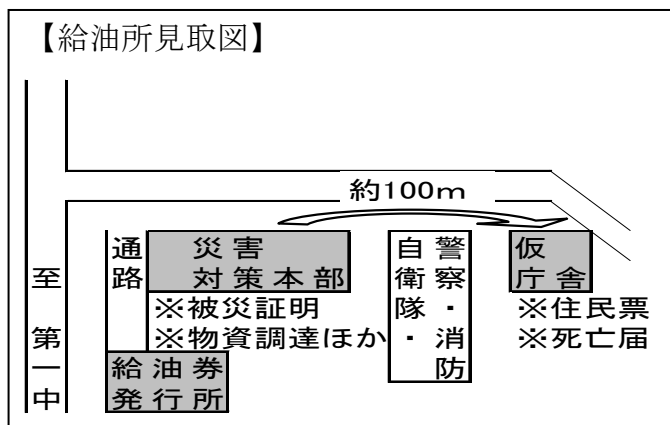 【給油所見取図】
約100m
至第一中
通路
災害
対策本部
※被災証明
※物資調達ほか
給油券
発行所
警察・消防
自衛隊・
仮
庁舎
※住民票
※死亡届